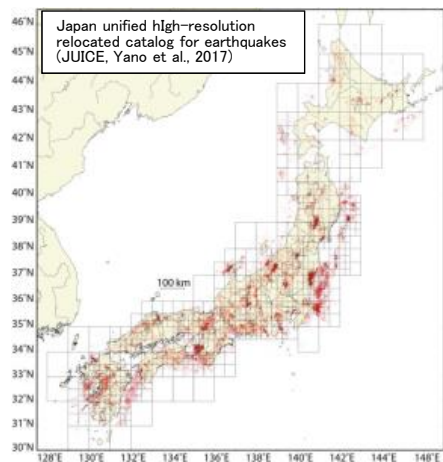 Japan unified hIgh-resolution
relocated catalog for earthquakes
(JUICE, Yano et al., 2017)
46°N
45°N
44°N
43°N
42°N
41°N
40°N
39°N
38°N
37°N
100 km
36°N
35°N
34°N
33°N
32°N
31°N
30°N
128°E 130°E 132°E 134°E 136°E 138°E 140°E 142°E 144°E 146°E